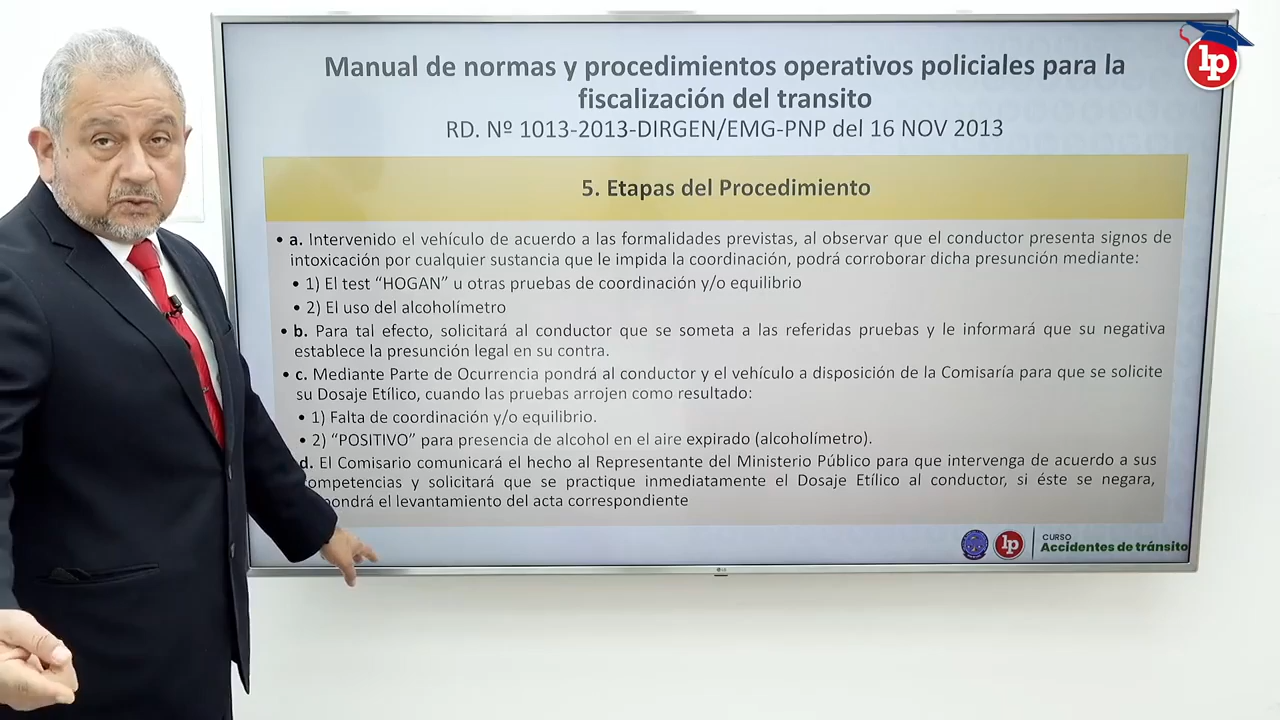 lp
Manual de normas y procedimientos operativos policiales para la
fiscalización del transito
RD. Nº 1013-2013-DIRGEN/EMG-PNP del 16 NOV 2013
5. Etapas del Procedimiento
• a. Intervenido el vehículo de acuerdo a las formalidades previstas, al observar que el conductor presenta signos de
intoxicación por cualquier sustancia que le impida la coordinación, podrá corroborar dicha presunción mediante:
• 1) El test “HOGAN” u otras pruebas de coordinación y/o equilibrio
• 2) El uso del alcoholímetro
• b. Para tal efecto, solicitará al conductor que se someta a las referidas pruebas y le informará que su negativa
establece la presunción legal en su contra.
• c. Mediante Parte de Ocurrencia pondrá al conductor y el vehículo a disposición de la Comisaría para que se solicite
su Dosaje Etílico, cuando las pruebas arrojen como resultado:
• 1) Falta de coordinación y/o equilibrio.
• 2) “POSITIVO” para presencia de alcohol en el aire expirado (alcoholímetro).
d. El Comisario comunicará el hecho al Representante del Ministerio Público para que intervenga de acuerdo a sus
ompetencias y solicitará que se practique inmediatamente el Dosaje Etílico al conductor, si éste se negara,
pondrá el levantamiento del acta correspondiente
lp
CURSO
Accidentes de tránsito
LG